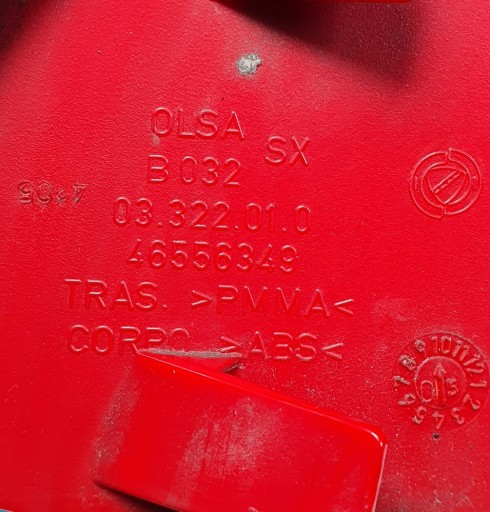 OLSA SX
B 032
03.322.01.0
46556349
TRAS. >PMMA<
CORPO >ABS<